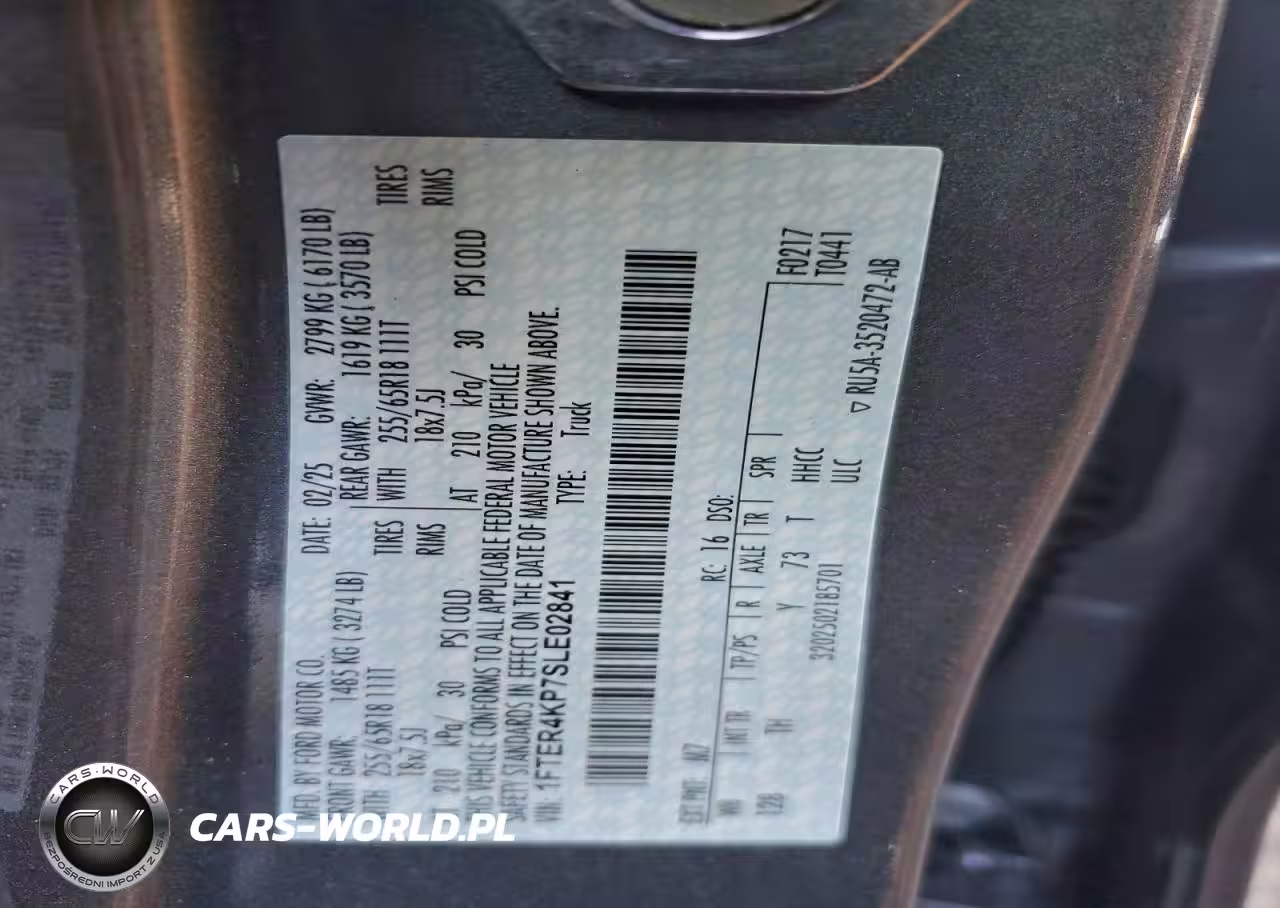 MFD. BY FORD MOTOR CO.
DATE: 02/25 GVWR: 2799 KG ( 6170 LB)
FRONT GAWR: 1485 KG ( 3274 LB)
REAR GAWR: 1619 KG ( 3570 LB)
WITH 255/65R18 111T TIRES
WITH 255/65R18 111T TIRES
18x7.5J RIMS
18x7.5J RIMS
AT 210 kPa/ 30 PSI COLD
AT 210 kPa/ 30 PSI COLD
THIS VEHICLE CONFORMS TO ALL APPLICABLE FEDERAL MOTOR VEHICLE
SAFETY STANDARDS IN EFFECT ON THE DATE OF MANUFACTURE SHOWN ABOVE.
VIN: 1FTER4KP7SLE02841 TYPE: Truck
EXT PNT: RC: 16 DSO:
WB INT TR TP/PS R AXLE TR SPR F0217
128 TH Y 73 T HHCC T0441
3202502185701 ULC
▽ RU5A-3520472-AB
CARS-WORLD
CW
BEZPOŚREDNI IMPORT Z USA
CARS-WORLD.PL